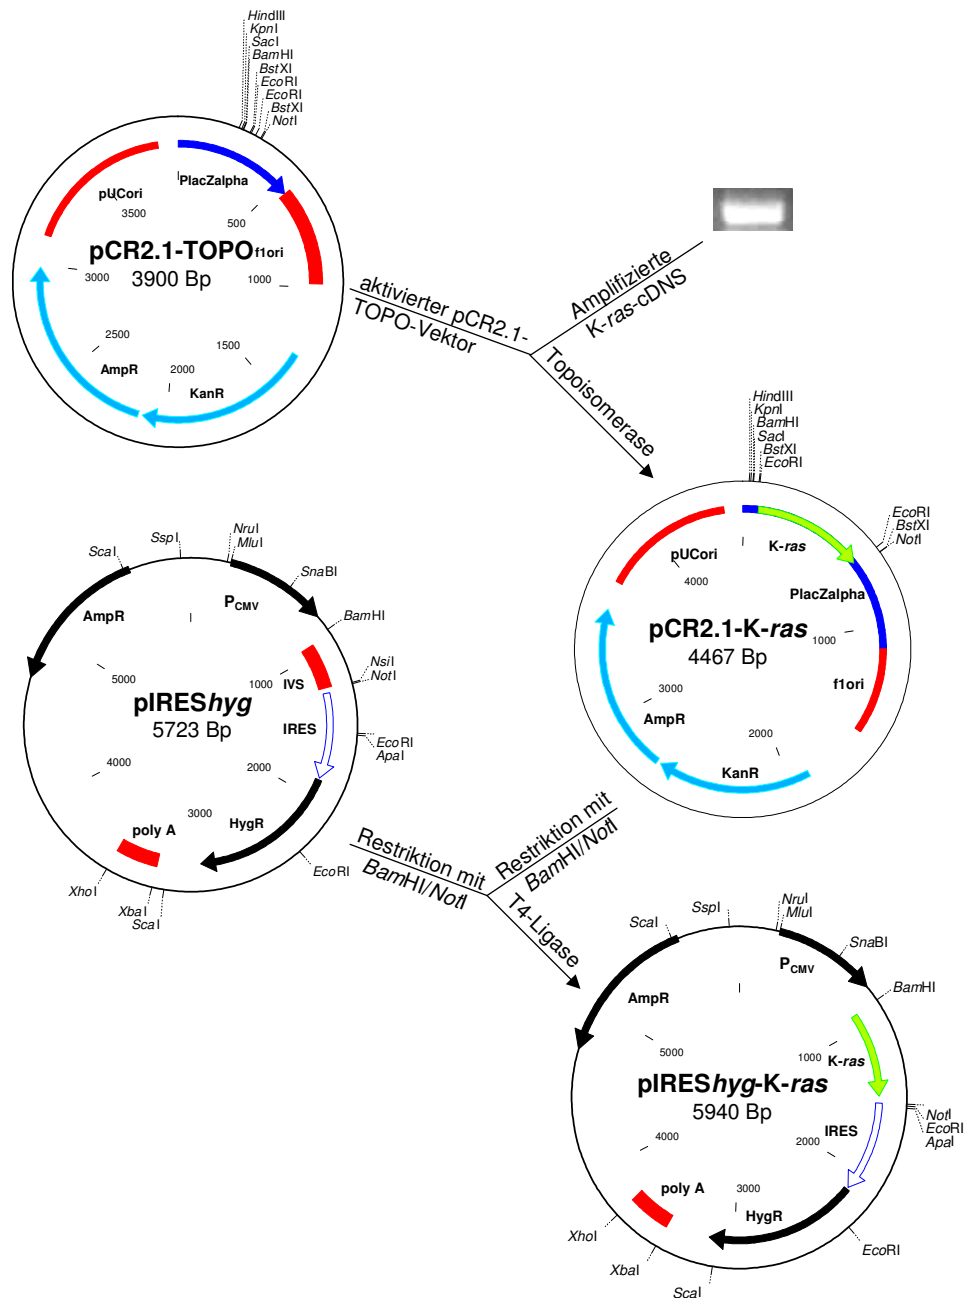 HindIII
KpnI
SacI
BamHI
BstXI
EcoRI
EcoRI
BstXI
NotI
PlacZalpha
pUCori
3500
500
pCR2.1-TOPO
f1ori
3900 Bp
3000
1000
2500
1500
AmpR
2000
KanR
aktivierter pCR2.1-
TOPO-Vektor
Amplifizierte
K-ras-cDNS
Topoisomerase
HindIII
KpnI
BamHI
SacI
BstXI
EcoRI
EcoRI
BstXI
NotI
K-ras
pUCori
4000
PlacZalpha
pCR2.1-K-ras
1000
4467 Bp
f1ori
3000
AmpR
2000
KanR
NruI
MluI
SspI
ScaI
SnaBI
AmpR
PCMV
BamHI
NsiI
NotI
5000
1000
IVS
pIREShyg
5723 Bp
IRES
EcoRI
ApaI
4000
2000
3000
HygR
poly A
EcoRI
XhoI
XbaI
ScaI
Restriktion mit
BamHI/NotI
Restriktion mit
BamHI/NotI
T4-Ligase
NruI
MluI
SspI
ScaI
SnaBI
PCMV
BamHI
AmpR
5000
1000
K-ras
pIREShyg-K-ras
5940 Bp
NotI
EcoRI
ApaI
IRES
4000
2000
poly A
3000
HygR
XhoI
EcoRI
XbaI
ScaI